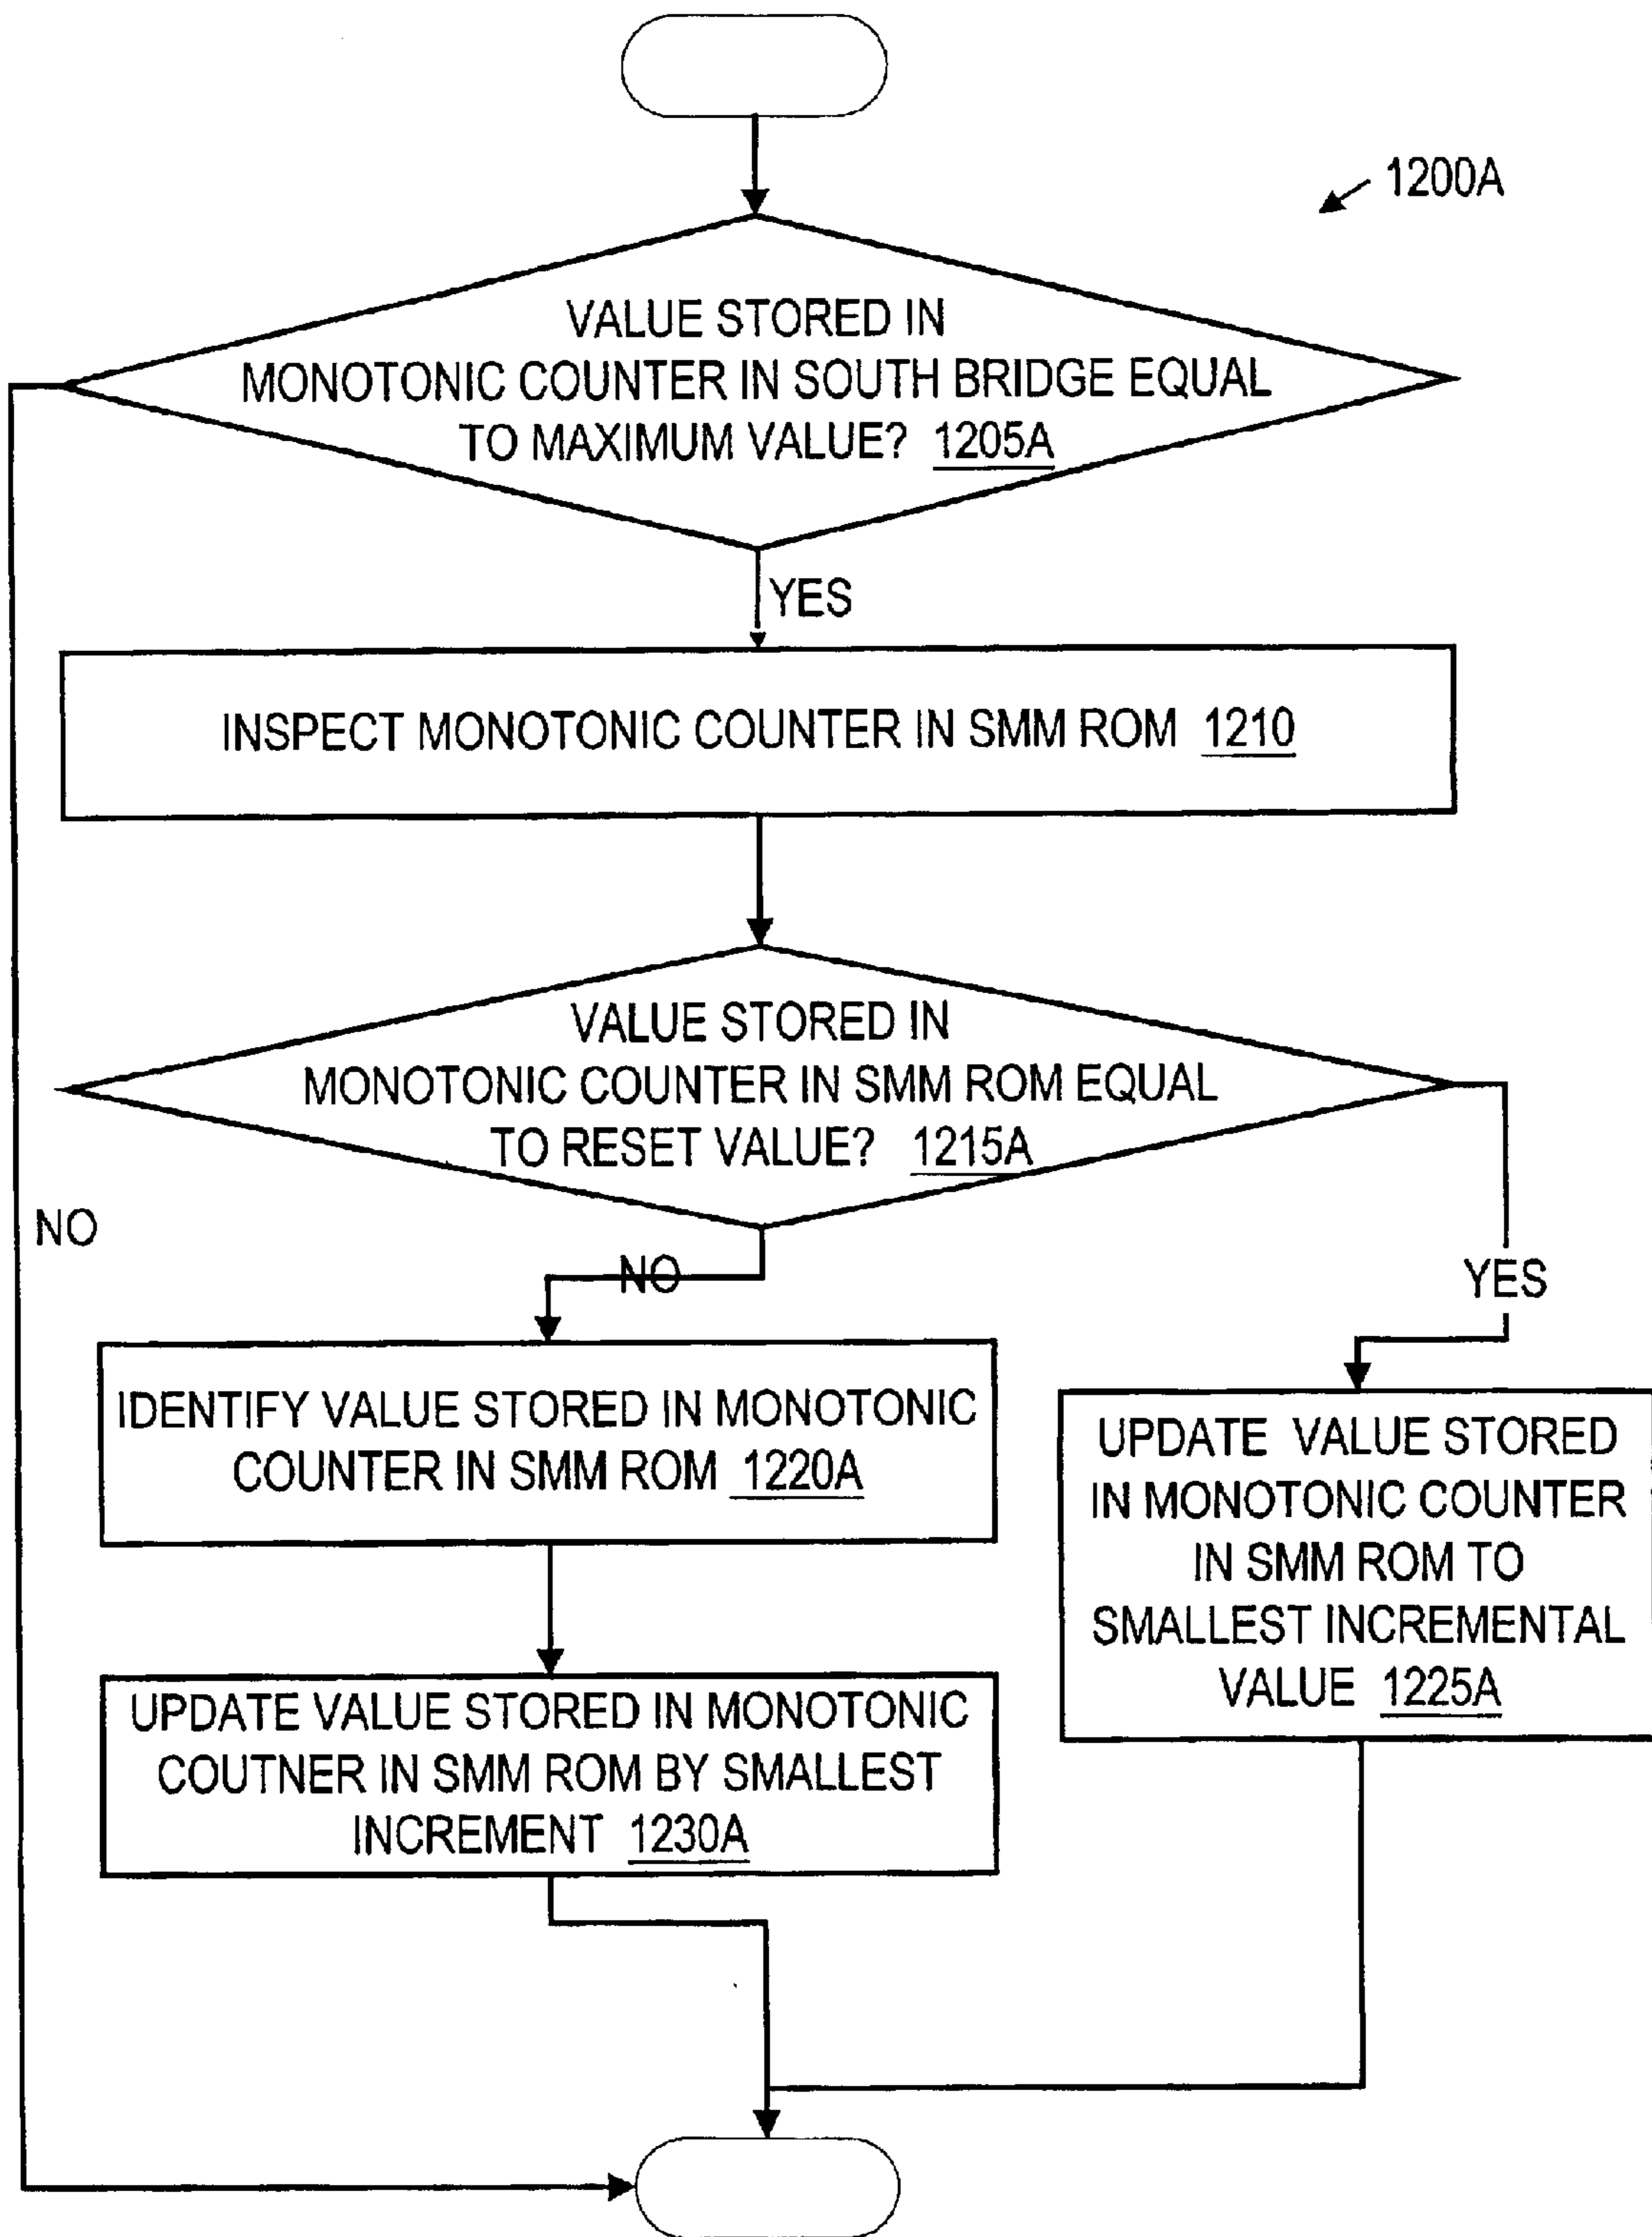 1200A
VALUE STORED IN
MONOTONIC COUNTER IN SOUTH BRIDGE EQUAL
TO MAXIMUM VALUE? 1205A
YES
INSPECT MONOTONIC COUNTER IN SMM ROM 1210
VALUE STORED IN
MONOTONIC COUNTER IN SMM ROM EQUAL
TO RESET VALUE? 1215A
NO
NO
YES
IDENTIFY VALUE STORED IN MONOTONIC
COUNTER IN SMM ROM 1220A
UPDATE VALUE STORED
IN MONOTONIC COUNTER
IN SMM ROM TO
SMALLEST INCREMENTAL
VALUE 1225A
UPDATE VALUE STORED IN MONOTONIC
COUTNER IN SMM ROM BY SMALLEST
INCREMENT 1230A